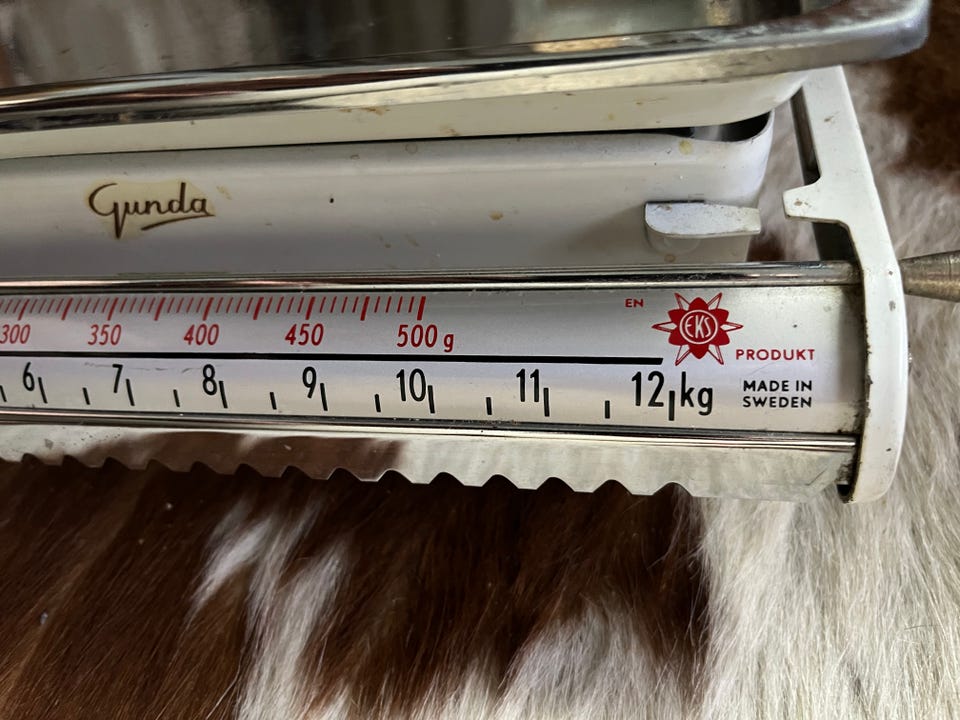 Gunda
300 350 400 450 500 g
EN EKS PRODUKT
6 7 8 9 10 11 12 kg
MADE IN
SWEDEN